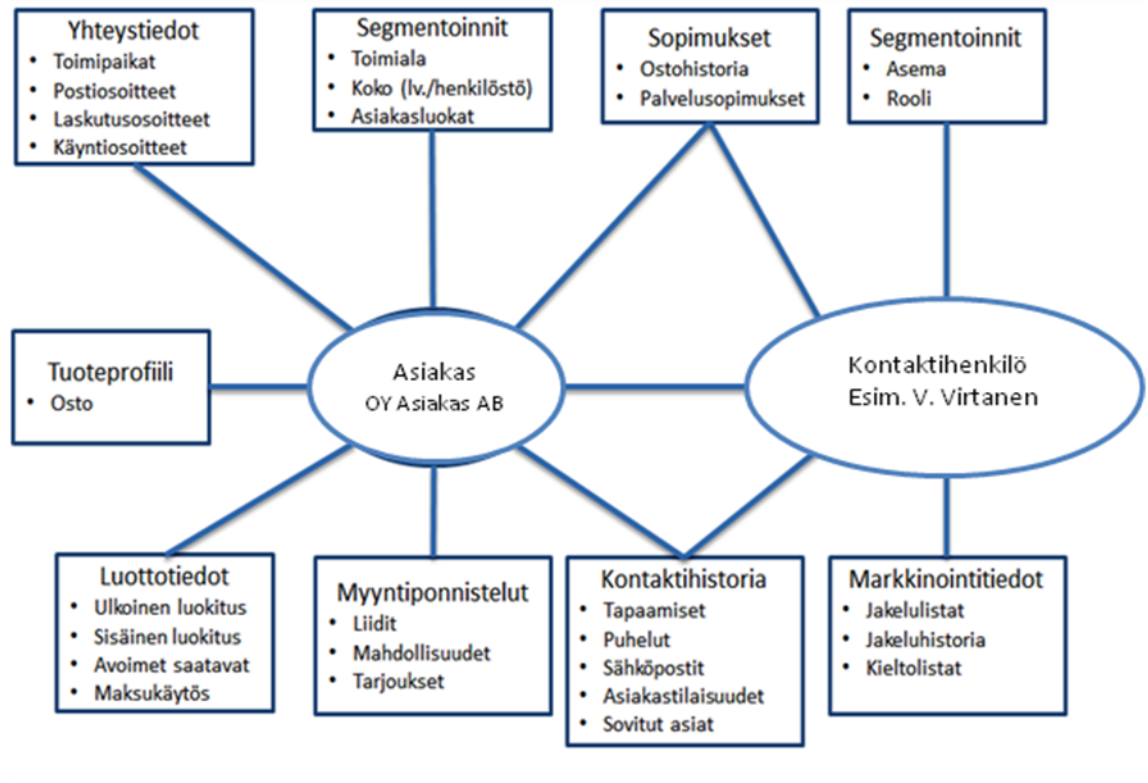 Yhteystiedot
• Toimipaikat
• Postiosoitteet
• Laskutusosoitteet
• Käyntiosoitteet
Segmentoinnit
• Toimiala
• Koko (lv./henkilöstö)
• Asiakasluokat
Sopimukset
• Ostohistoria
• Palvelusopimukset
Segmentoinnit
• Asema
• Rooli
Tuoteprofiili
• Osto
Asiakas
OY Asiakas AB
Kontaktihenkilö
Esim. V. Virtanen
Luottotiedot
• Ulkoinen luokitus
• Sisäinen luokitus
• Avoimet saatavat
• Maksukäytös
Myyntiponnistelut
• Liidit
• Mahdollisuudet
• Tarjoukset
Kontaktihistoria
• Tapaamiset
• Puhelut
• Sähköpostit
• Asiakastilaisuudet
• Sovitut asiat
Markkinointitiedot
• Jakelulistat
• Jakeluhistoria
• Kieltolistat